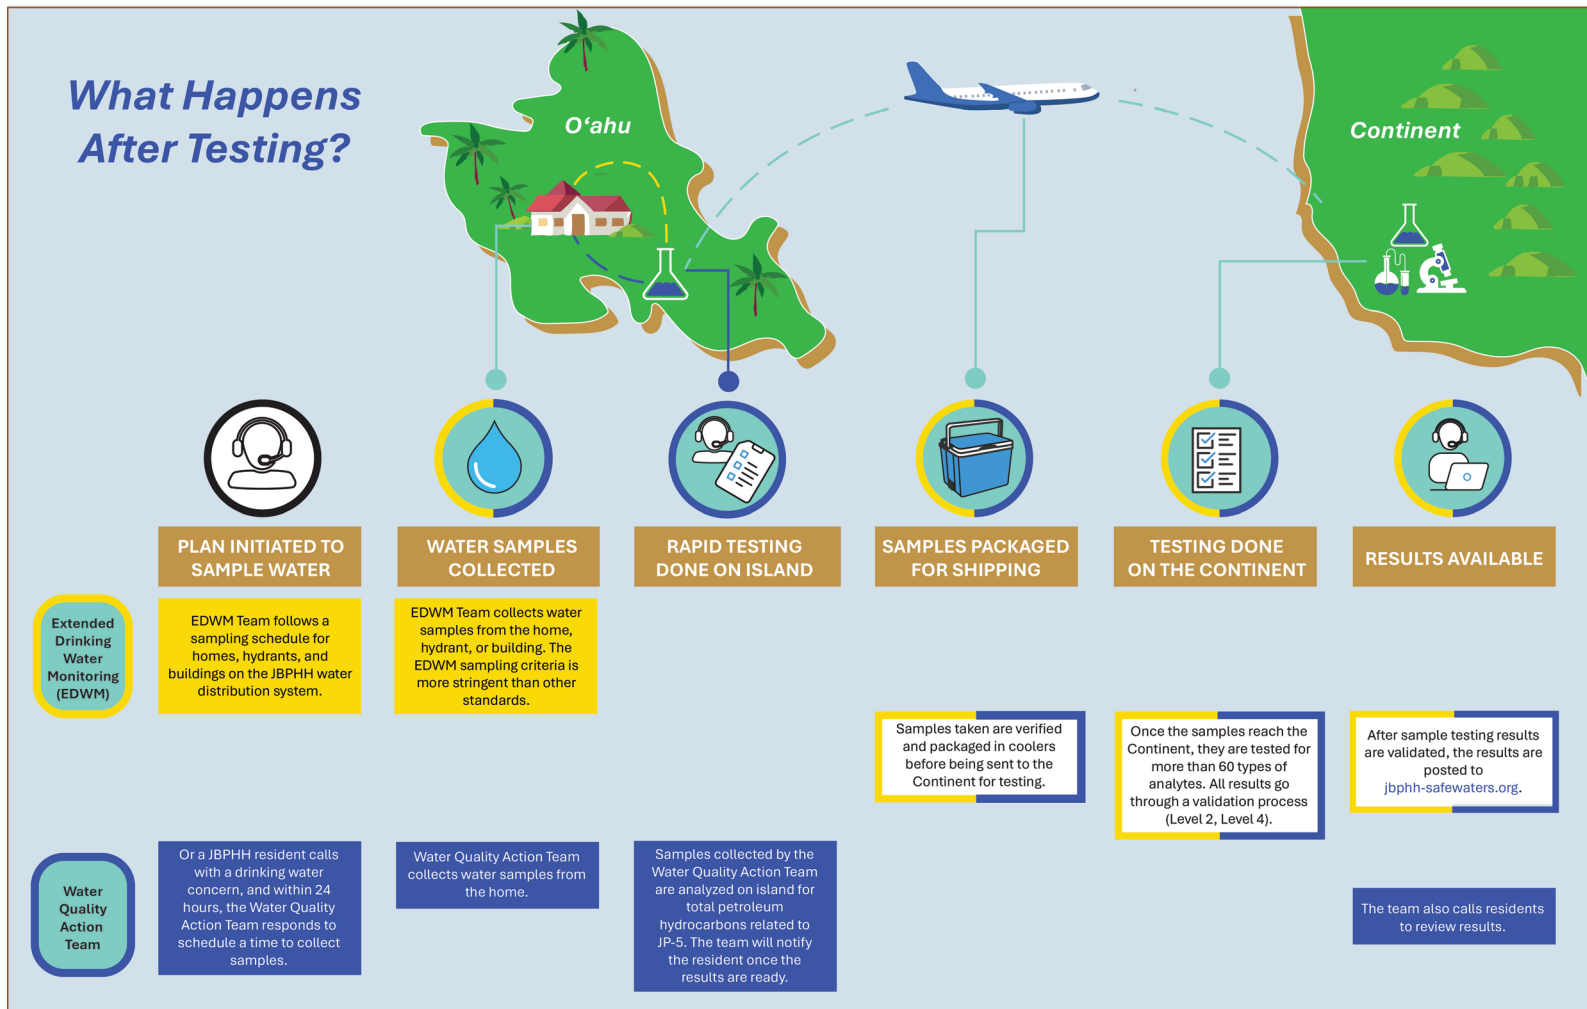 What Happens
After Testing?
Oʻahu
Continent
PLAN INITIATED TO
SAMPLE WATER
WATER SAMPLES
COLLECTED
RAPID TESTING
DONE ON ISLAND
SAMPLES PACKAGED
FOR SHIPPING
TESTING DONE
ON THE CONTINENT
RESULTS AVAILABLE
Extended
Drinking
Water
Monitoring
(EDWM)
EDWM Team follows a
sampling schedule for
homes, hydrants, and
buildings on the JBPHH water
distribution system.
EDWM Team collects water
samples from the home,
hydrant, or building. The
EDWM sampling criteria is
more stringent than other
standards.
Samples taken are verified
and packaged in coolers
before being sent to the
Continent for testing.
Once the samples reach the
Continent, they are tested for
more than 60 types of
analytes. All results go
through a validation process
(Level 2, Level 4).
After sample testing results
are validated, the results are
posted to
jbphh-safewaters.org.
Water
Quality
Action
Team
Or a JBPHH resident calls
with a drinking water
concern, and within 24
hours, the Water Quality
Action Team responds to
schedule a time to collect
samples.
Water Quality Action Team
collects water samples from
the home.
Samples collected by the
Water Quality Action Team
are analyzed on island for
total petroleum
hydrocarbons related to
JP-5. The team will notify
the resident once the
results are ready.
The team also calls residents
to review results.